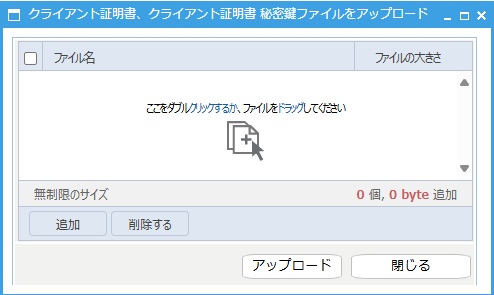 クライアント証明書、クライアント証明書 秘密鍵ファイルをアップロード
ファイル名 ファイルの大きさ
ここをダブルクリックするか、ファイルをドラッグしてください
無制限のサイズ 0 個, 0 byte 追加
追加 削除する
アップロード 閉じる